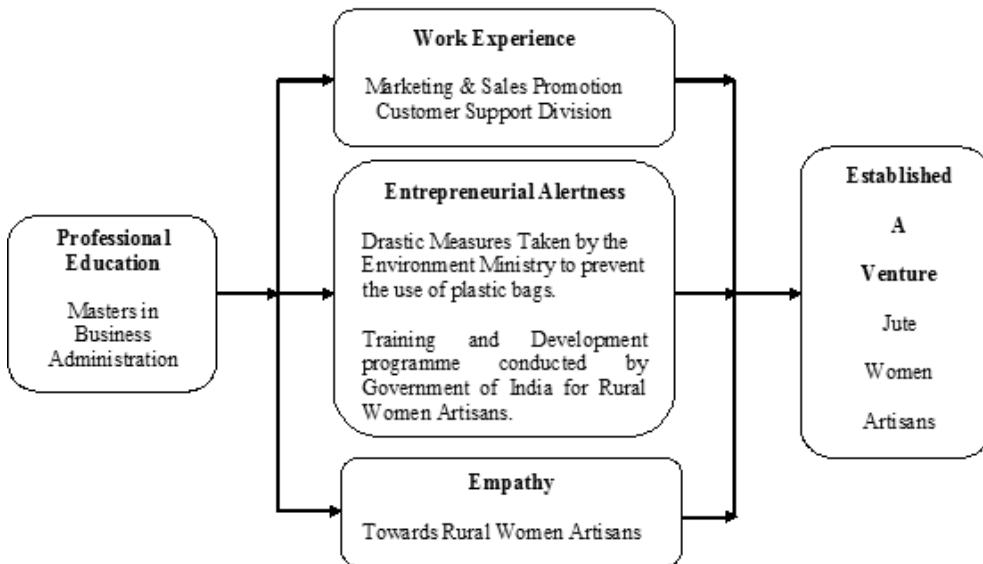 Professional
Education
Masters in
Business
Administration
Work Experience
Marketing & Sales Promotion
Customer Support Division
Entrepreneurial Alertness
Drastic Measures Taken by the
Environment Ministry to prevent
the use of plastic bags.
Training and Development
programme conducted by
Government of India for Rural
Women Artisans.
Empathy
Towards Rural Women Artisans
Established
A
Venture
Jute
Women
Artisans